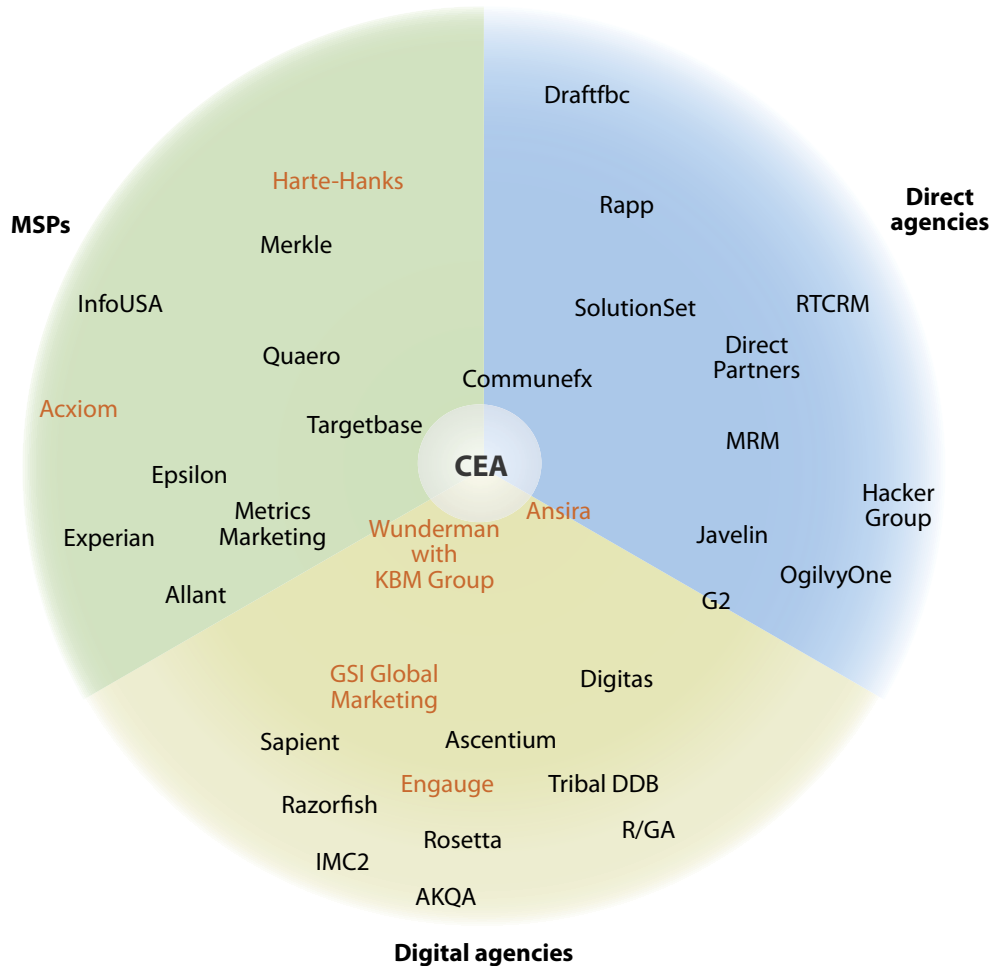 Draftfbc
Harte-Hanks
Rapp
Direct
agencies
MSPs
Merkle
InfoUSA
SolutionSet
RTCRM
Quaero
Direct
Partners
Communefx
Acxiom
Targetbase
MRM
CEA
Epsilon
Hacker
Group
Metrics
Marketing
Ansira
Experian
Wunderman
with
KBM Group
Javelin
OgilvyOne
Allant
G2
GSI Global
Marketing
Digitas
Sapient
Ascentium
Engauge
Tribal DDB
Razorfish
R/GA
Rosetta
IMC2
AKQA
Digital agencies